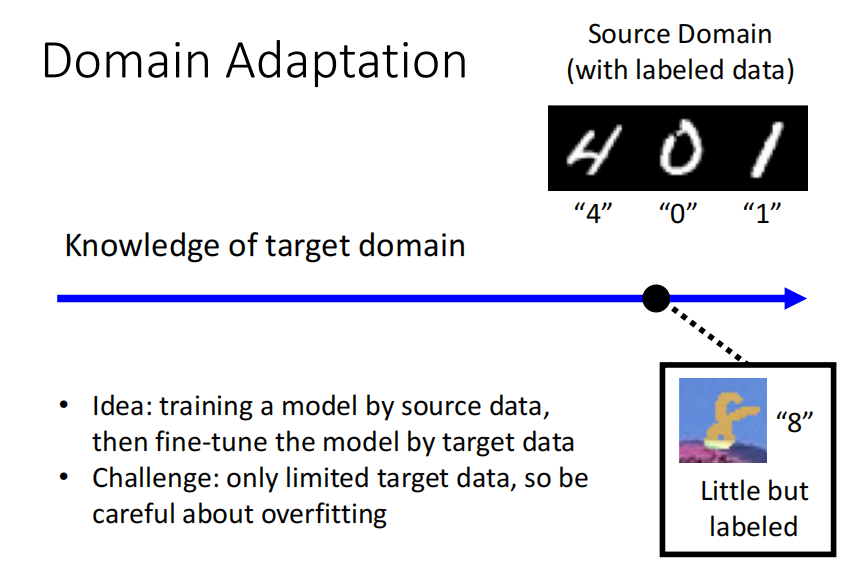 Domain Adaptation
Source Domain
(with labeled data)
4 0 1
“4” “0” “1”
Knowledge of target domain
• Idea: training a model by source data,
then fine-tune the model by target data
• Challenge: only limited target data, so be
careful about overfitting
“8”
Little but
labeled